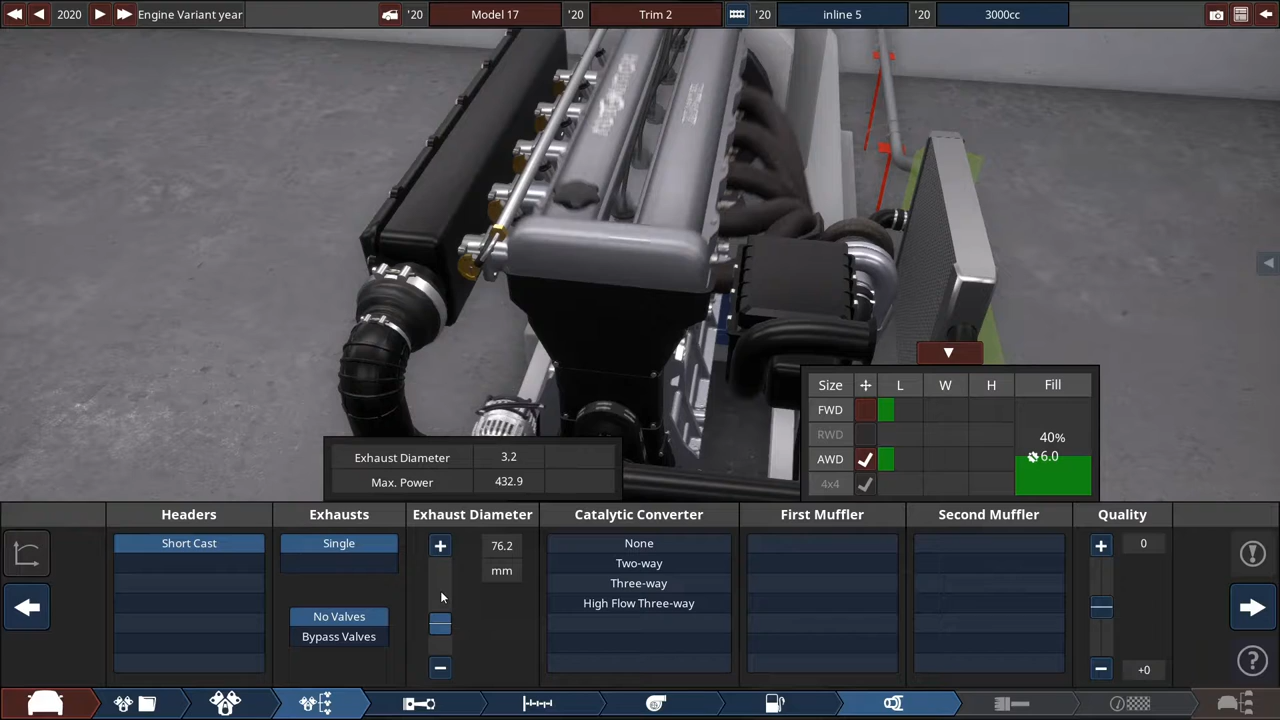 2020 Engine Variant year '20 Model 17 '20 Trim 2 '20 inline 5 '20 3000cc
Size L W H Fill
FWD
RWD
AWD
4x4
40%
6.0
Exhaust Diameter 3.2
Max. Power 432.9
Headers Exhausts Exhaust Diameter Catalytic Converter First Muffler Second Muffler Quality
Short Cast
Single
No Valves
Bypass Valves
+
76.2
mm
−
None
Two-way
Three-way
High Flow Three-way
+
0
−
+0